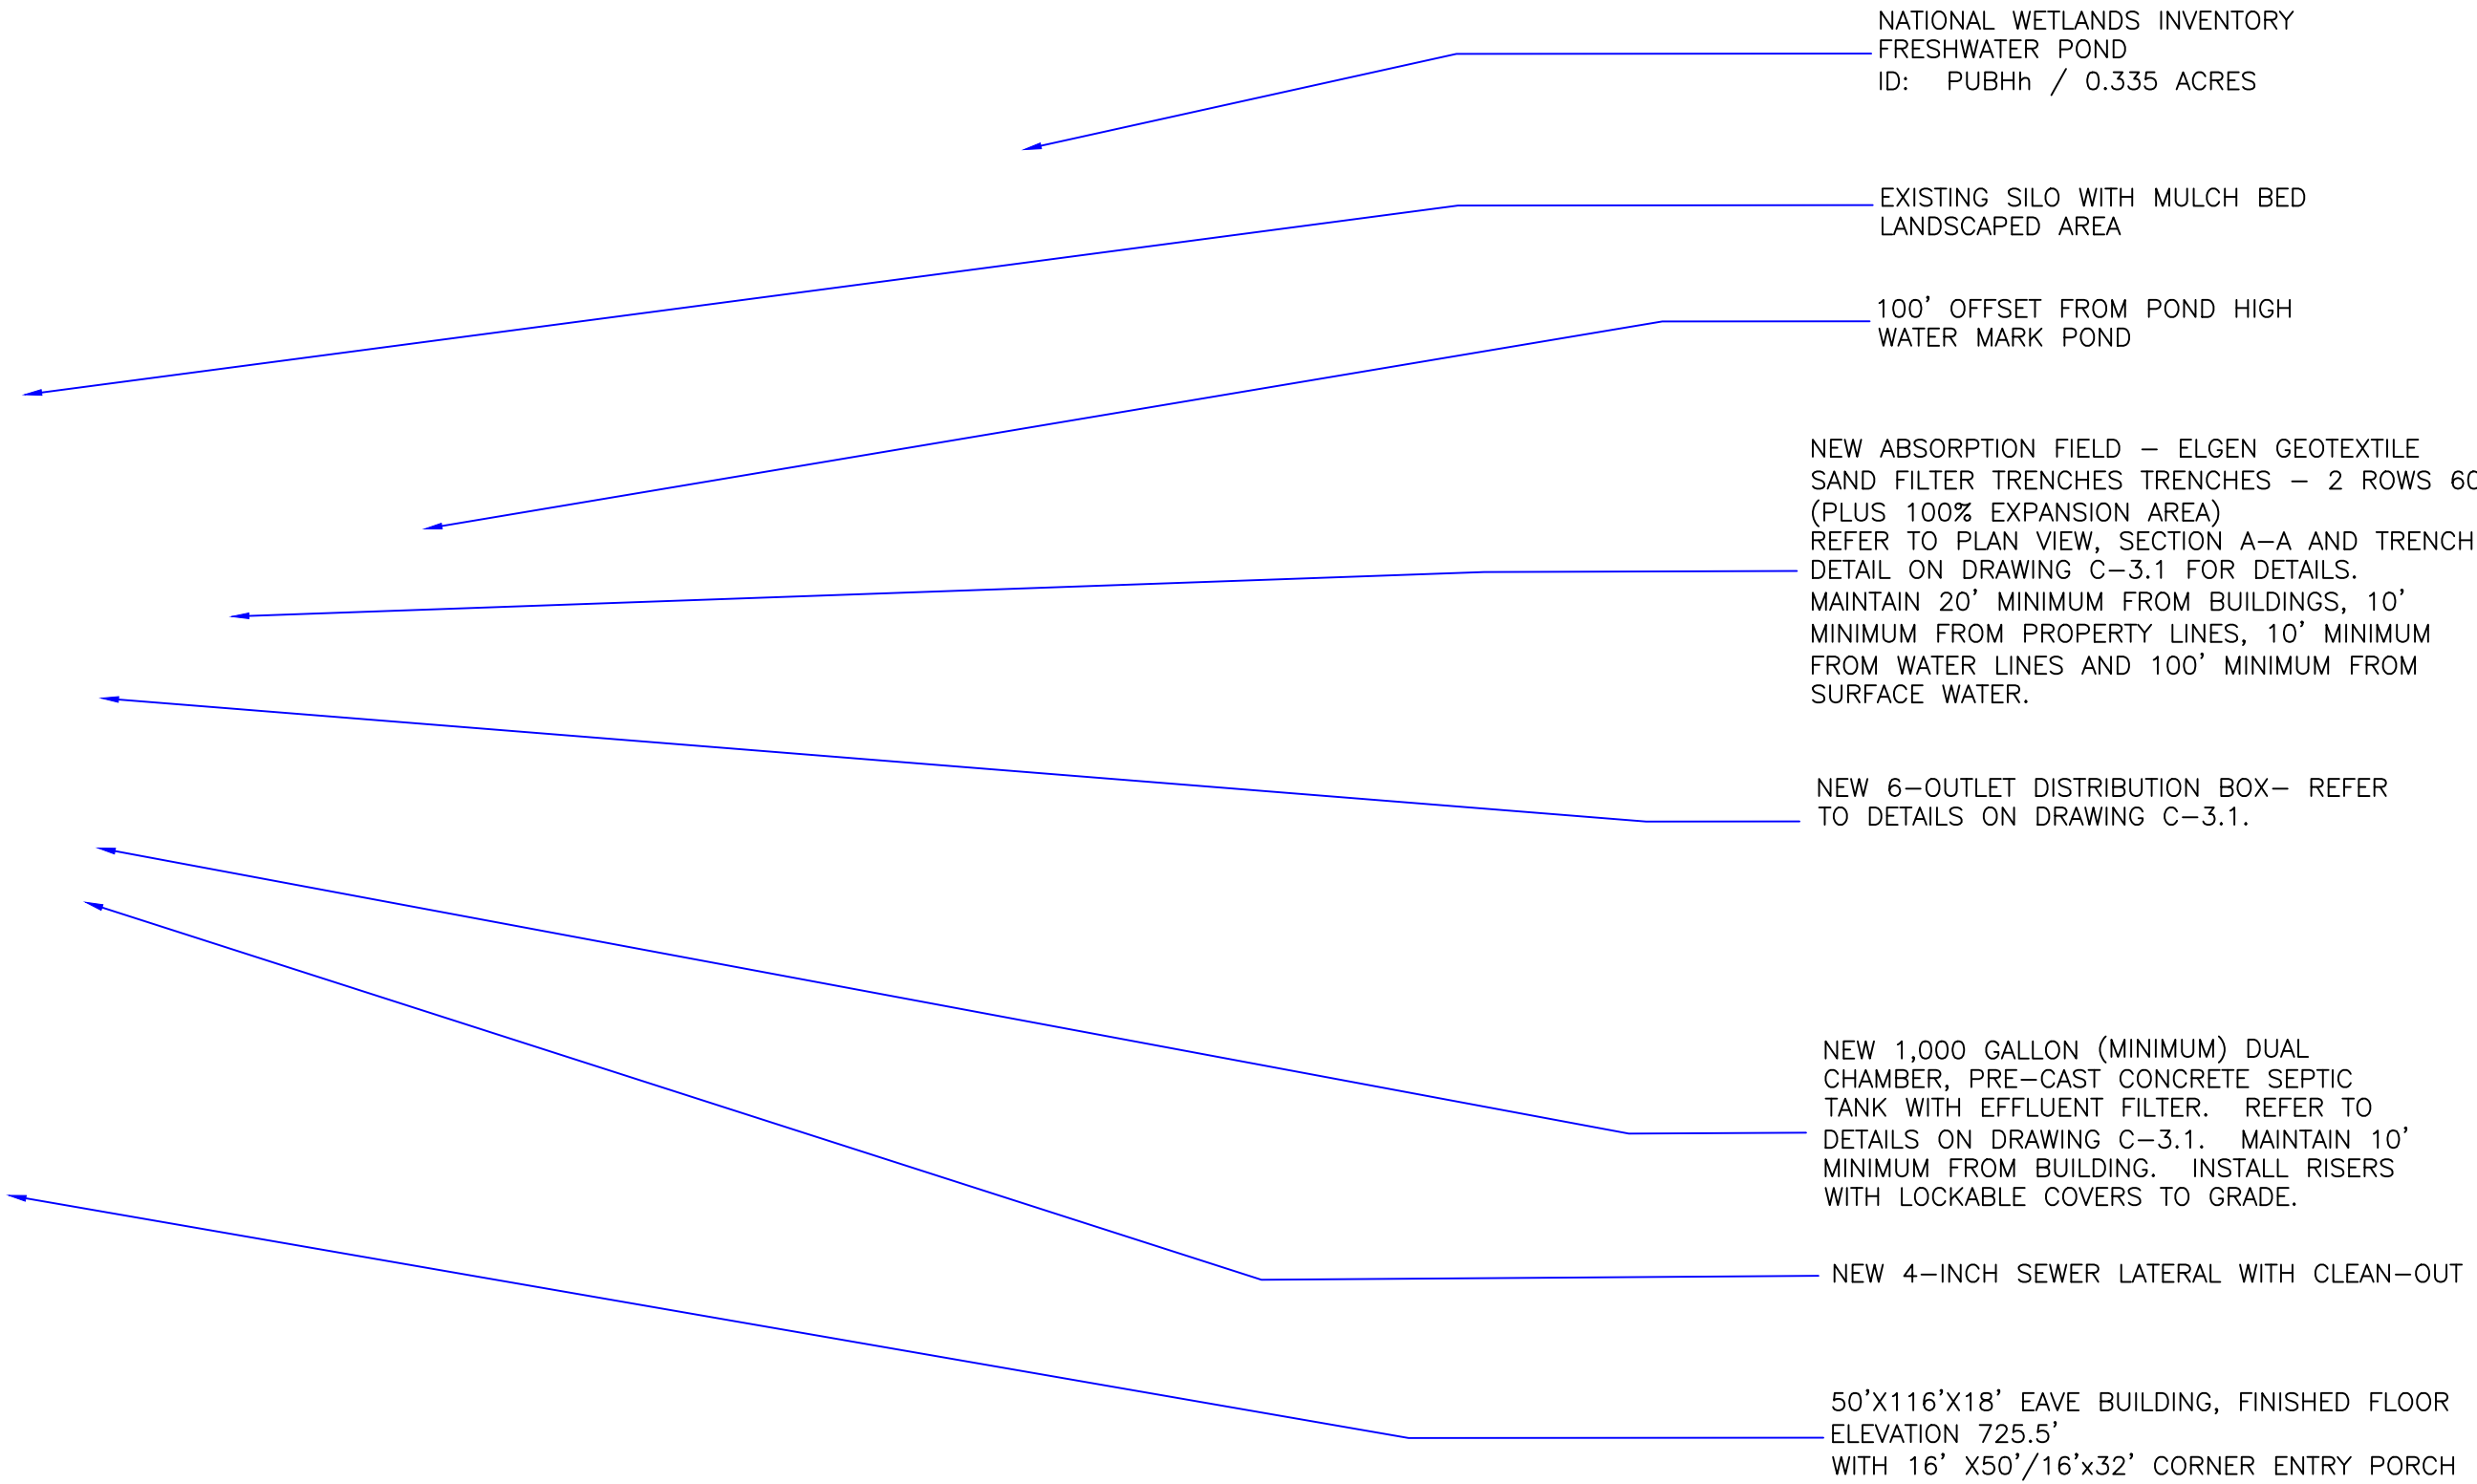 NATIONAL WETLANDS INVENTORY
FRESHWATER POND
ID: PUBHh / 0.335 ACRES
EXISTING SILO WITH MULCH BED
LANDSCAPED AREA
100' OFFSET FROM POND HIGH
WATER MARK POND
NEW ABSORPTION FIELD – ELGEN GEOTEXTILE
SAND FILTER TRENCHES TRENCHES – 2 ROWS
(PLUS 100% EXPANSION AREA)
REFER TO PLAN VIEW, SECTION A–A AND TRENCH
DETAIL ON DRAWING C–3.1 FOR DETAILS.
MAINTAIN 20' MINIMUM FROM BUILDINGS, 10'
MINIMUM FROM PROPERTY LINES, 10' MINIMUM
FROM WATER LINES AND 100' MINIMUM FROM
SURFACE WATER.
NEW 6–OUTLET DISTRIBUTION BOX– REFER
TO DETAILS ON DRAWING C–3.1.
NEW 1,000 GALLON (MINIMUM) DUAL
CHAMBER, PRE–CAST CONCRETE SEPTIC
TANK WITH EFFLUENT FILTER. REFER TO
DETAILS ON DRAWING C–3.1. MAINTAIN 10'
MINIMUM FROM BUILDING. INSTALL RISERS
WITH LOCKABLE COVERS TO GRADE.
NEW 4–INCH SEWER LATERAL WITH CLEAN–OUT
50'X116'X18' EAVE BUILDING, FINISHED FLOOR
ELEVATION 725.5'
WITH 16' X50'/16'x32' CORNER ENTRY PORCH